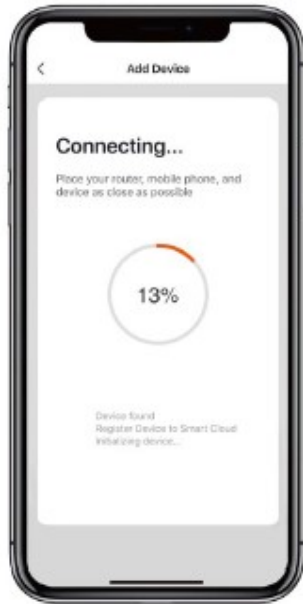 Add Device
Connecting...
Place your router, mobile phone, and
device as close as possible
13%
Device found
Register Device to Smart Cloud
Initializing device...